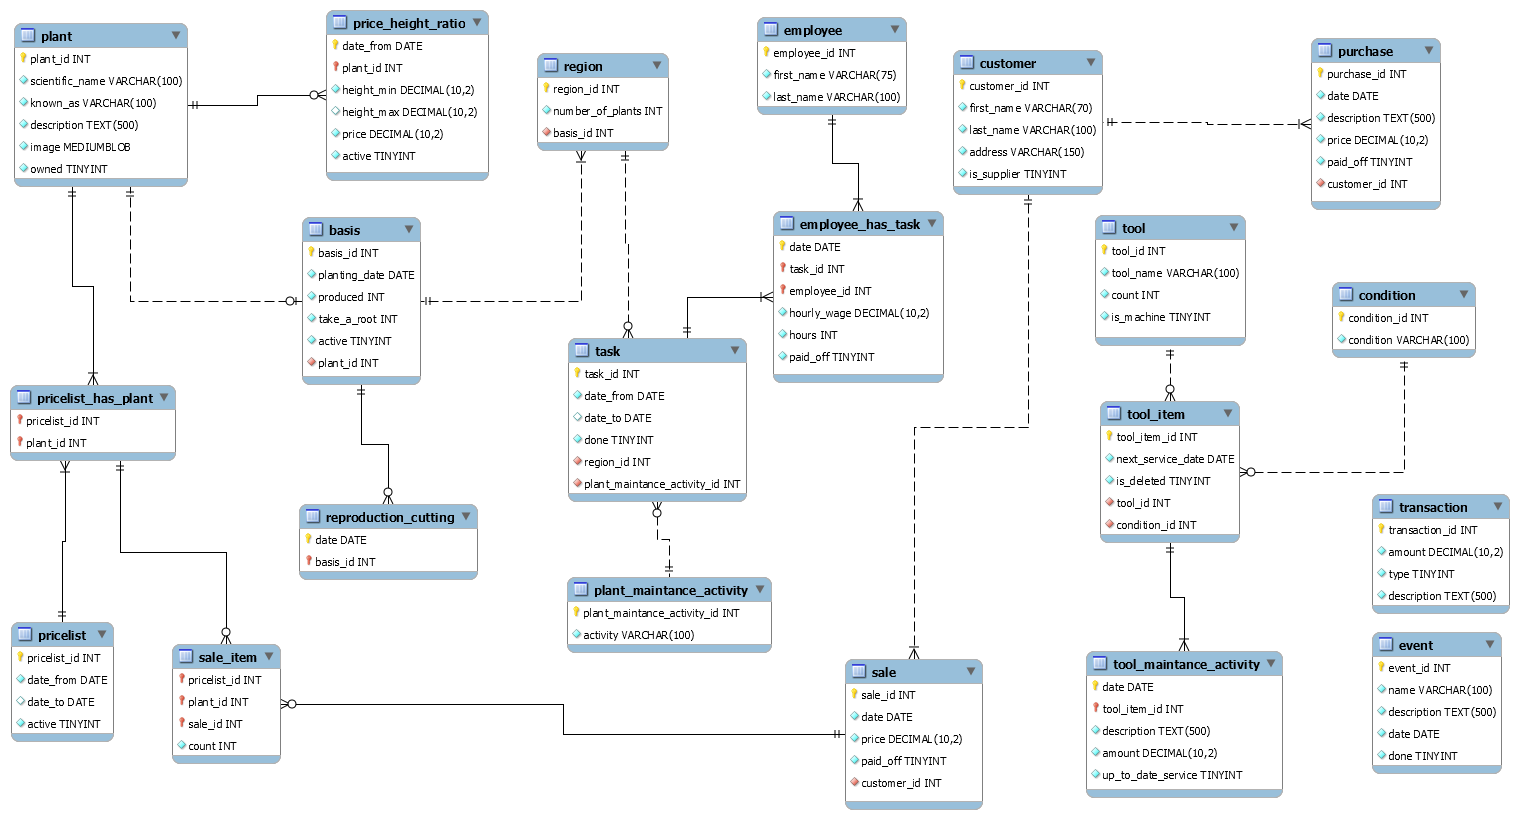 plant
plant_id INT
scientific_name VARCHAR(100)
known_as VARCHAR(100)
description TEXT(500)
image MEDIUMBLOB
owned TINYINT
price_height_ratio
date_from DATE
plant_id INT
height_min DECIMAL(10,2)
height_max DECIMAL(10,2)
price DECIMAL(10,2)
active TINYINT
region
region_id INT
number_of_plants INT
basis_id INT
employee
employee_id INT
first_name VARCHAR(75)
last_name VARCHAR(100)
customer
customer_id INT
first_name VARCHAR(70)
last_name VARCHAR(100)
address VARCHAR(150)
is_supplier TINYINT
purchase
purchase_id INT
date DATE
description TEXT(500)
price DECIMAL(10,2)
paid_off TINYINT
customer_id INT
basis
basis_id INT
planting_date DATE
produced INT
take_a_root INT
active TINYINT
plant_id INT
employee_has_task
date DATE
task_id INT
employee_id INT
hourly_wage DECIMAL(10,2)
hours INT
paid_off TINYINT
tool
tool_id INT
tool_name VARCHAR(100)
count INT
is_machine TINYINT
condition
condition_id INT
condition VARCHAR(100)
task
task_id INT
date_from DATE
date_to DATE
done TINYINT
region_id INT
plant_maintance_activity_id INT
pricelist_has_plant
pricelist_id INT
plant_id INT
tool_item
tool_item_id INT
next_service_date DATE
is_deleted TINYINT
tool_id INT
condition_id INT
reproduction_cutting
date DATE
basis_id INT
transaction
transaction_id INT
amount DECIMAL(10,2)
type TINYINT
description TEXT(500)
plant_maintance_activity
plant_maintance_activity_id INT
activity VARCHAR(100)
pricelist
pricelist_id INT
date_from DATE
date_to DATE
active TINYINT
sale_item
pricelist_id INT
plant_id INT
sale_id INT
count INT
sale
sale_id INT
date DATE
price DECIMAL(10,2)
paid_off TINYINT
customer_id INT
tool_maintance_activity
date DATE
tool_item_id INT
description TEXT(500)
amount DECIMAL(10,2)
up_to_date_service TINYINT
event
event_id INT
name VARCHAR(100)
description TEXT(500)
date DATE
done TINYINT